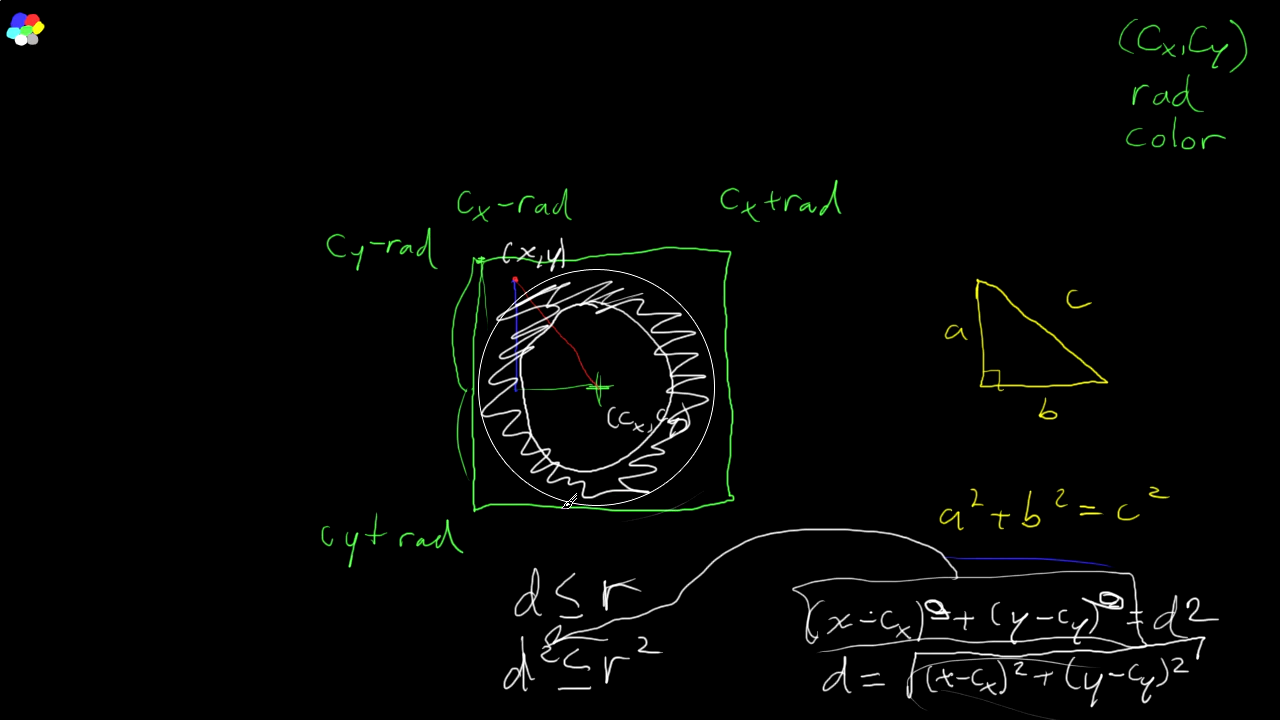 (Cx, Cy)
rad
color
Cx-rad
Cx+rad
Cy-rad
(x,y)
c
a
(Cx, Cy)
b
a² + b² = c²
Cy+rad
d ≤ r
(x-Cx)² + (y-Cy)² = d2
d² ≤ r²
d = √(x-Cx)² + (y-Cy)²